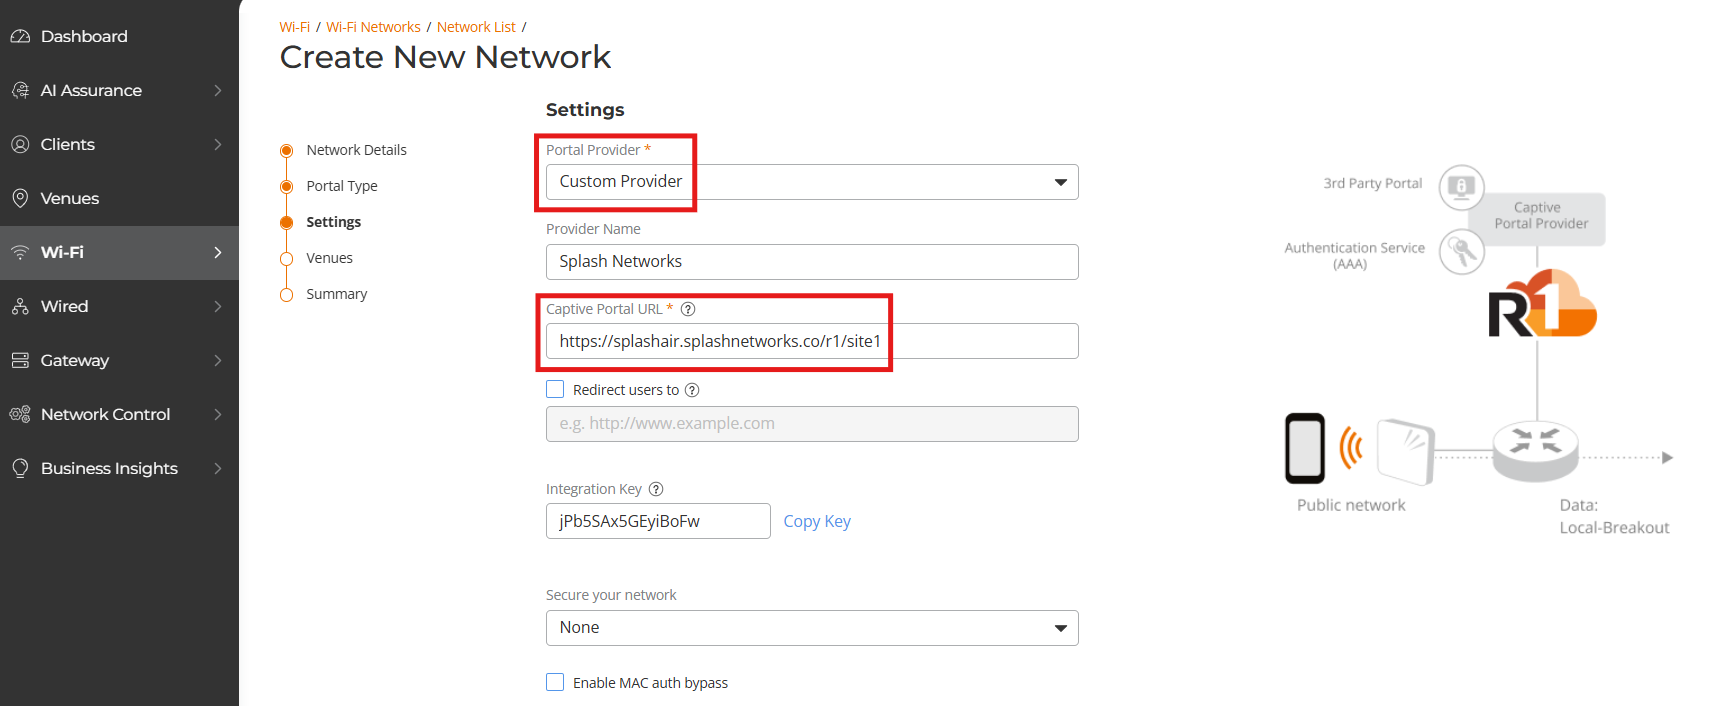 Dashboard
AI Assurance
Clients
Venues
Wi-Fi
Wired
Gateway
Network Control
Business Insights
Wi-Fi / Wi-Fi Networks / Network List /
Create New Network
Network Details
Portal Type
Settings
Venues
Summary
Settings
Portal Provider *
Custom Provider
Provider Name
Splash Networks
Captive Portal URL * ?
https://splashair.splashnetworks.co/r1/site1
Redirect users to ?
e.g. http://www.example.com
Integration Key ?
jPb5SAx5GEyiBoFw Copy Key
Secure your network
None
Enable MAC auth bypass
3rd Party Portal
Captive
Portal Provider
Authentication Service
(AAA)
R1
Public network
Data:
Local-Breakout